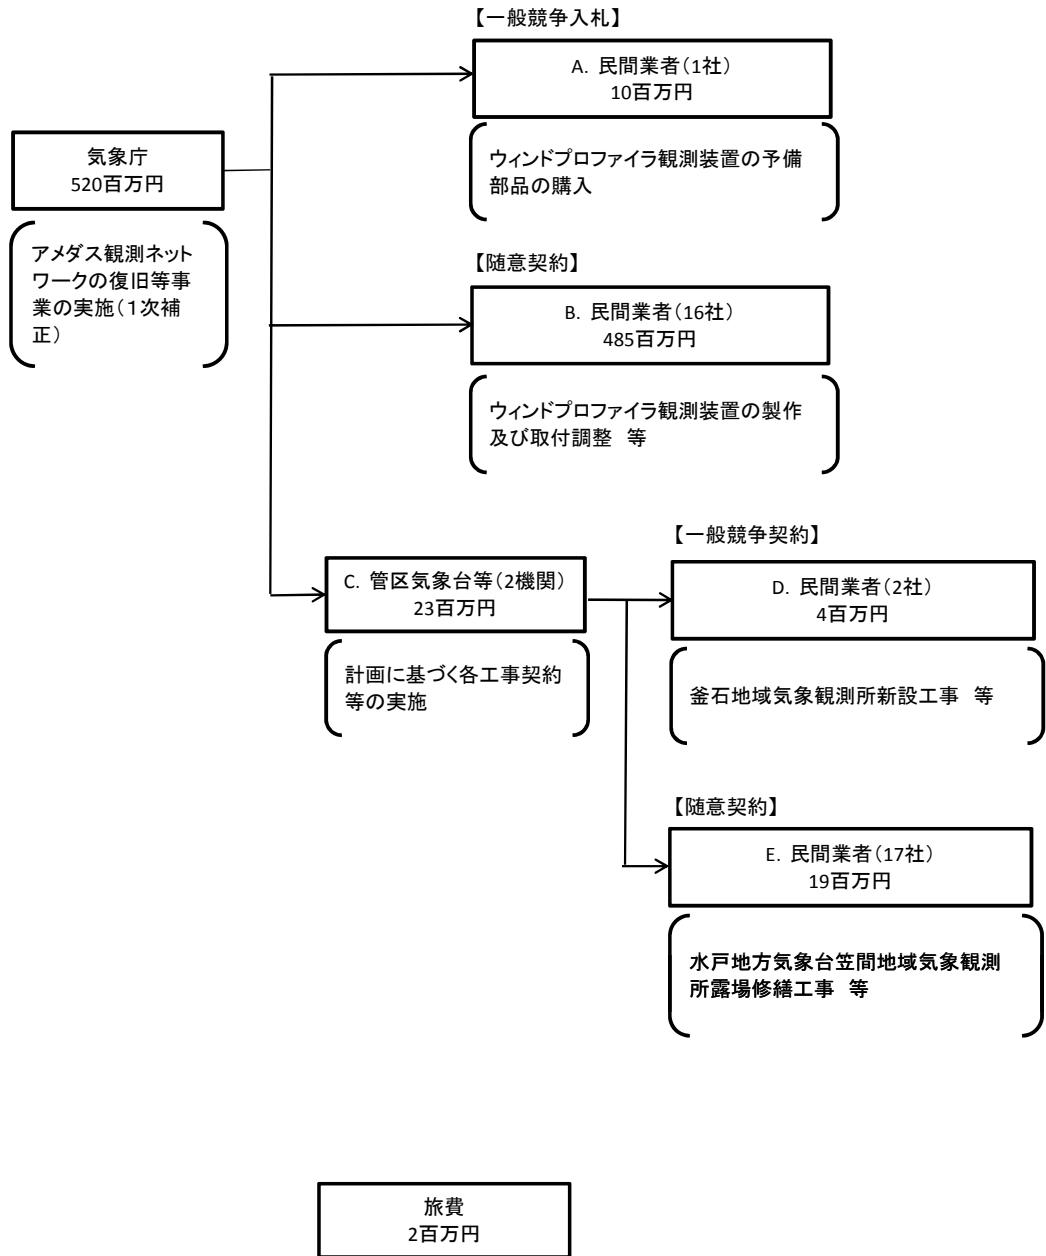 【一般競争入札】
A. 民間業者(1社)
10百万円
ウィンドプロファイラ観測装置の予備
部品の購入
気象庁
520百万円
アメダス観測ネット
ワークの復旧等事
業の実施(1次補
正)
【随意契約】
B. 民間業者(16社)
485百万円
ウィンドプロファイラ観測装置の製作
及び取付調整 等
C. 管区気象台等(2機関)
23百万円
計画に基づく各工事契約
等の実施
【一般競争契約】
D. 民間業者(2社)
4百万円
釜石地域気象観測所新設工事 等
【随意契約】
E. 民間業者(17社)
19百万円
水戸地方気象台笠間地域気象観測
所露場修繕工事 等
旅費
2百万円